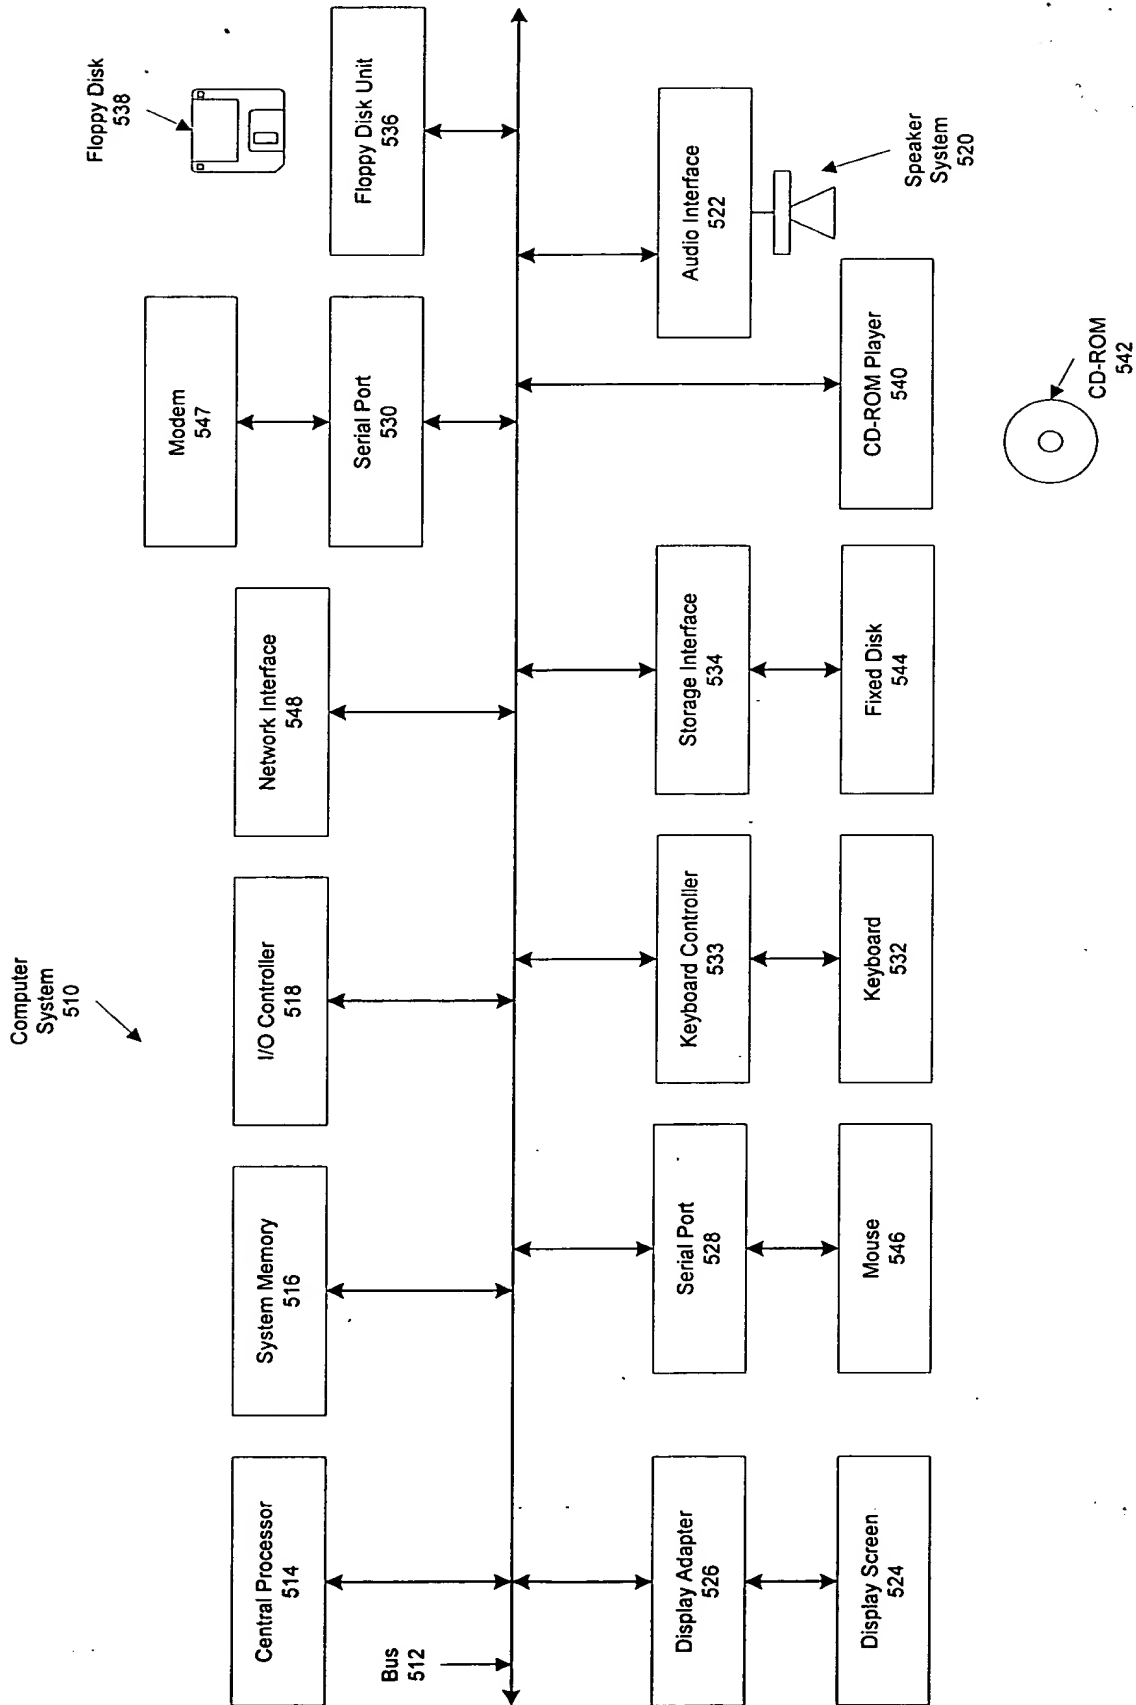 Computer
System
510
Floppy Disk
538
Modem
547
Central Processor
514
System Memory
516
I/O Controller
518
Network Interface
548
Serial Port
530
Floppy Disk Unit
536
Bus
512
Display Adapter
526
Serial Port
528
Keyboard Controller
533
Storage Interface
534
Audio Interface
522
Display Screen
524
Mouse
546
Keyboard
532
Fixed Disk
544
CD-ROM Player
540
Speaker
System
520
CD-ROM
542